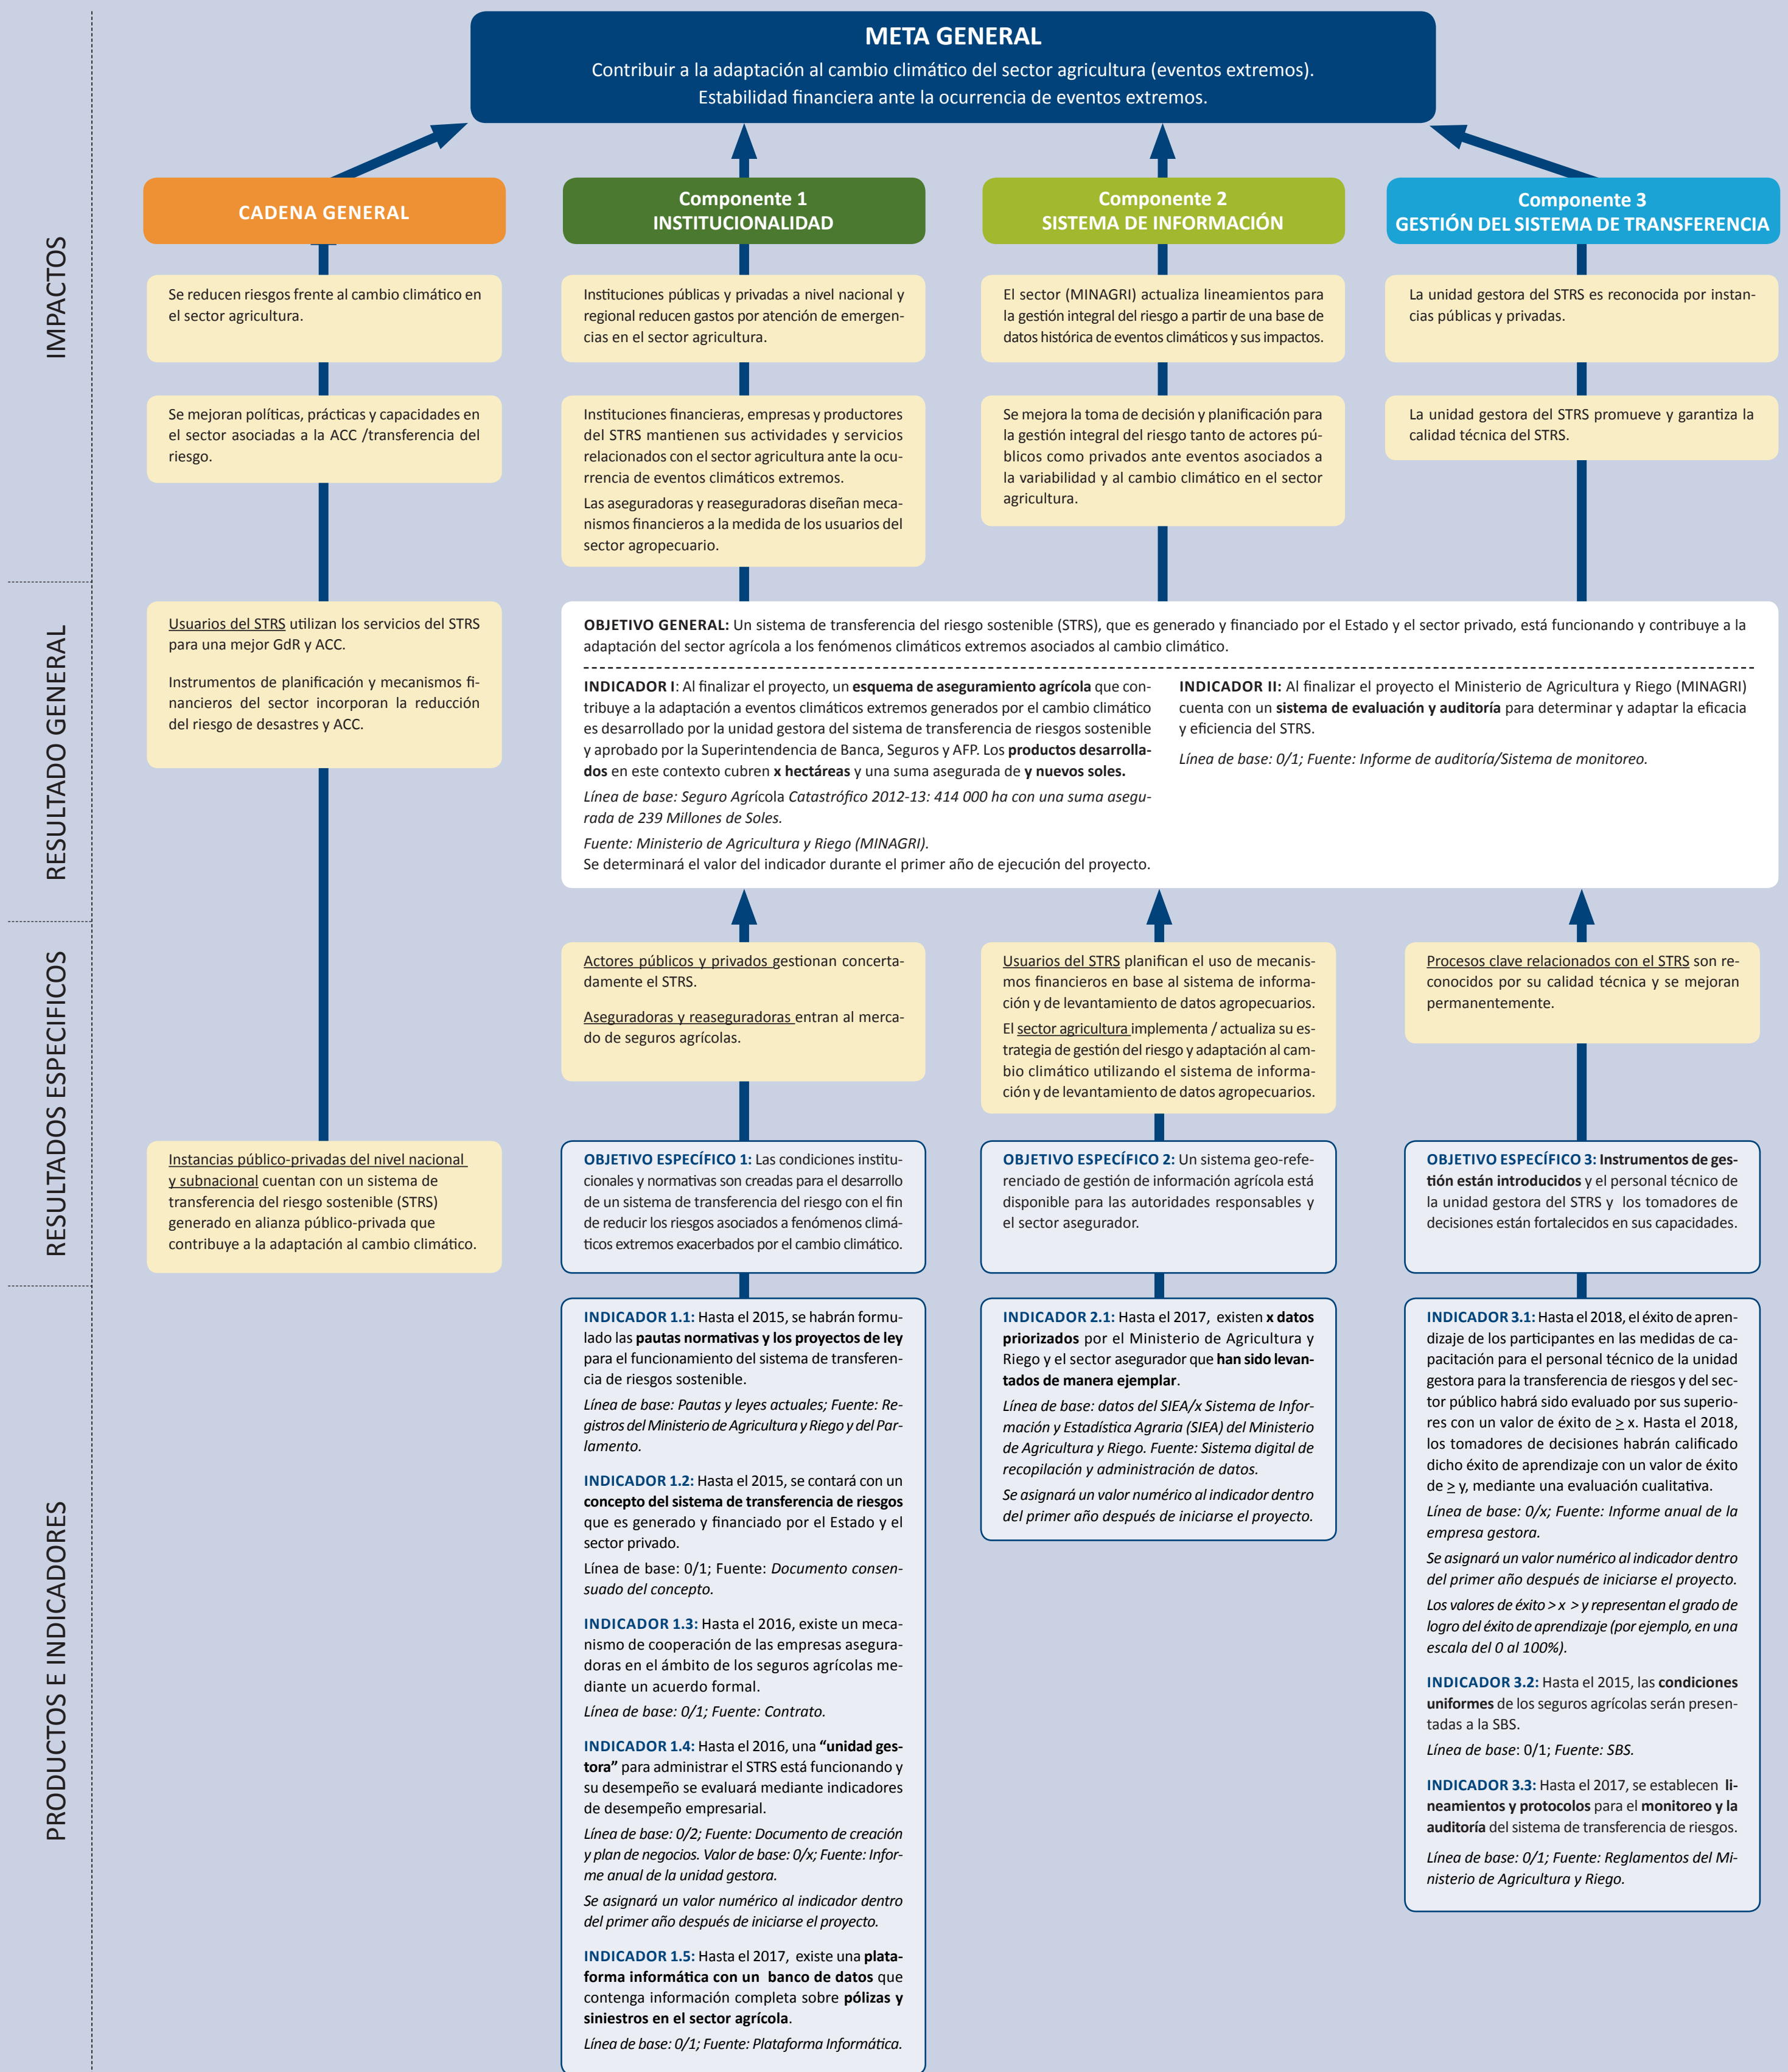 META GENERAL
Contribuir a la adaptación al cambio climático del sector agricultura (eventos extremos).
Estabilidad financiera ante la ocurrencia de eventos extremos.
IMPACTOS
CADENA GENERAL
Se reducen riesgos frente al cambio climático en
el sector agricultura.
Se mejoran políticas, prácticas y capacidades en
el sector asociadas a la ACC /transferencia del
riesgo.
Componente 1
INSTITUCIONALIDAD
Instituciones públicas y privadas a nivel nacional y
regional reducen gastos por atención de emergen-
cias en el sector agricultura.
Instituciones financieras, empresas y productores
del STRS mantienen sus actividades y servicios
relacionados con el sector agricultura ante la ocu-
rrencia de eventos climáticos extremos.
Las aseguradoras y reaseguradoras diseñan meca-
nismos financieros a la medida de los usuarios del
sector agropecuario.
Componente 2
SISTEMA DE INFORMACIÓN
El sector (MINAGRI) actualiza lineamientos para
la gestión integral del riesgo a partir de una base de
datos histórica de eventos climáticos y sus impactos.
Se mejora la toma de decisión y planificación para
la gestión integral del riesgo tanto de actores pú-
blicos como privados ante eventos asociados a
la variabilidad y al cambio climático en el sector
agricultura.
Componente 3
GESTIÓN DEL SISTEMA DE TRANSFERENCIA
La unidad gestora del STRS es reconocida por instan-
cias públicas y privadas.
La unidad gestora del STRS promueve y garantiza la
calidad técnica del STRS.
RESULTADO GENERAL
Usuarios del STRS utilizan los servicios del STRS
para una mejor GdR y ACC.
Instrumentos de planificación y mecanismos fi-
nancieros del sector incorporan la reducción
del riesgo de desastres y ACC.
OBJETIVO GENERAL: Un sistema de transferencia del riesgo sostenible (STRS), que es generado y financiado por el Estado y el sector privado, está funcionando y contribuye a la
adaptación del sector agrícola a los fenómenos climáticos extremos asociados al cambio climático.
INDICADOR I: Al finalizar el proyecto, un esquema de aseguramiento agrícola que con-
tribuye a la adaptación a eventos climáticos extremos generados por el cambio climático
es desarrollado por la unidad gestora del sistema de transferencia de riesgos sostenible
y aprobado por la Superintendencia de Banca, Seguros y AFP. Los productos desarrolla-
dos en este contexto cubren x hectáreas y una suma asegurada de y nuevos soles.
Línea de base: Seguro Agrícola Catastrófico 2012-13: 414 000 ha con una suma asegu-
rada de 239 Millones de Soles.
Fuente: Ministerio de Agricultura y Riego (MINAGRI).
Se determinará el valor del indicador durante el primer año de ejecución del proyecto.
INDICADOR II: Al finalizar el proyecto el Ministerio de Agricultura y Riego (MINAGRI)
cuenta con un sistema de evaluación y auditoría para determinar y adaptar la eficacia
y eficiencia del STRS.
Línea de base: 0/1; Fuente: Informe de auditoría/Sistema de monitoreo.
RESULTADOS ESPECIFICOS
Instancias público-privadas del nivel nacional
y subnacional cuentan con un sistema de
transferencia del riesgo sostenible (STRS)
generado en alianza público-privada que
contribuye a la adaptación al cambio climático.
Actores públicos y privados gestionan concerta-
damente el STRS.
Aseguradoras y reaseguradoras entran al merca-
do de seguros agrícolas.
OBJETIVO ESPECÍFICO 1: Las condiciones institu-
cionales y normativas son creadas para el desarrollo
de un sistema de transferencia del riesgo con el fin
de reducir los riesgos asociados a fenómenos climá-
ticos extremos exacerbados por el cambio climático.
Usuarios del STRS planifican el uso de mecanis-
mos financieros en base al sistema de informa-
ción y de levantamiento de datos agropecuarios.
El sector agricultura implementa / actualiza su es-
trategia de gestión del riesgo y adaptación al cam-
bio climático utilizando el sistema de informa-
ción y de levantamiento de datos agropecuarios.
OBJETIVO ESPECÍFICO 2: Un sistema geo-refe-
renciado de gestión de información agrícola está
disponible para las autoridades responsables y
el sector asegurador.
Procesos clave relacionados con el STRS son re-
conocidos por su calidad técnica y se mejoran
permanentemente.
OBJETIVO ESPECÍFICO 3: Instrumentos de ges-
tión están introducidos y el personal técnico de
la unidad gestora del STRS y los tomadores de
decisiones están fortalecidos en sus capacidades.
PRODUCTOS E INDICADORES
INDICADOR 1.1: Hasta el 2015, se habrán formu-
lado las pautas normativas y los proyectos de ley
para el funcionamiento del sistema de transferen-
cia de riesgos sostenible.
Línea de base: Pautas y leyes actuales; Fuente: Re-
gistros del Ministerio de Agricultura y Riego y del Par-
lamento.
INDICADOR 1.2: Hasta el 2015, se contará con un
concepto del sistema de transferencia de riesgos
que es generado y financiado por el Estado y el
sector privado.
Línea de base: 0/1; Fuente: Documento consen-
suado del concepto.
INDICADOR 1.3: Hasta el 2016, existe un meca-
nismo de cooperación de las empresas asegura-
doras en el ámbito de los seguros agrícolas me-
diante un acuerdo formal.
Línea de base: 0/1; Fuente: Contrato.
INDICADOR 1.4: Hasta el 2016, una “unidad ges-
tora” para administrar el STRS está funcionando y
su desempeño se evaluará mediante indicadores
de desempeño empresarial.
Línea de base: 0/2; Fuente: Documento de creación
y plan de negocios. Valor de base: 0/x; Fuente: Infor-
me anual de la unidad gestora.
Se asignará un valor numérico al indicador dentro
del primer año después de iniciarse el proyecto.
INDICADOR 1.5: Hasta el 2017, existe una plata-
forma informática con un banco de datos que
contenga información completa sobre pólizas y
siniestros en el sector agrícola.
Línea de base: 0/1; Fuente: Plataforma Informática.
INDICADOR 2.1: Hasta el 2017, existen x datos
priorizados por el Ministerio de Agricultura y
Riego y el sector asegurador que han sido levan-
tados de manera ejemplar.
Línea de base: datos del SIEA/x Sistema de Infor-
mación y Estadística Agraria (SIEA) del Ministerio
de Agricultura y Riego. Fuente: Sistema digital de
recopilación y administración de datos.
Se asignará un valor numérico al indicador dentro
del primer año después de iniciarse el proyecto.
INDICADOR 3.1: Hasta el 2018, el éxito de apren-
dizaje de los participantes en las medidas de ca-
pacitación para el personal técnico de la unidad
gestora para la transferencia de riesgos y del sec-
tor público habrá sido evaluado por sus superio-
res con un valor de éxito de ≥ x. Hasta el 2018,
los tomadores de decisiones habrán calificado
dicho éxito de aprendizaje con un valor de éxito
de ≥ y, mediante una evaluación cualitativa.
Línea de base: 0/x; Fuente: Informe anual de la
empresa gestora.
Se asignará un valor numérico al indicador dentro
del primer año después de iniciarse el proyecto.
Los valores de éxito > x > y representan el grado de
logro del éxito de aprendizaje (por ejemplo, en una
escala del 0 al 100%).
INDICADOR 3.2: Hasta el 2015, las condiciones
uniformes de los seguros agrícolas serán presen-
tadas a la SBS.
Línea de base: 0/1; Fuente: SBS.
INDICADOR 3.3: Hasta el 2017, se establecen li-
neamientos y protocolos para el monitoreo y la
auditoría del sistema de transferencia de riesgos.
Línea de base: 0/1; Fuente: Reglamentos del Mi-
nisterio de Agricultura y Riego.